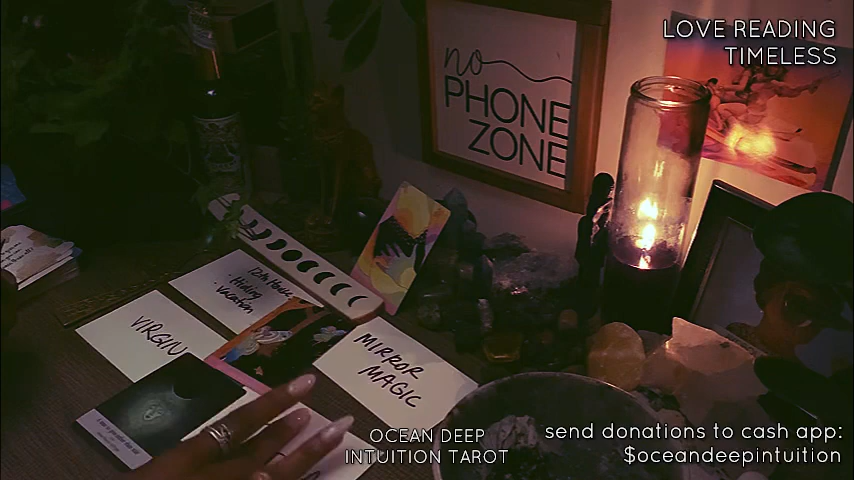 LOVE READING
TIMELESS
no
PHONE
ZONE
12th House
· Hiding
· Vacation
VIRGIN
MIRROR
MAGIC
OCEAN DEEP
INTUITION TAROT
send donations to cash app:
$oceandeepintuition